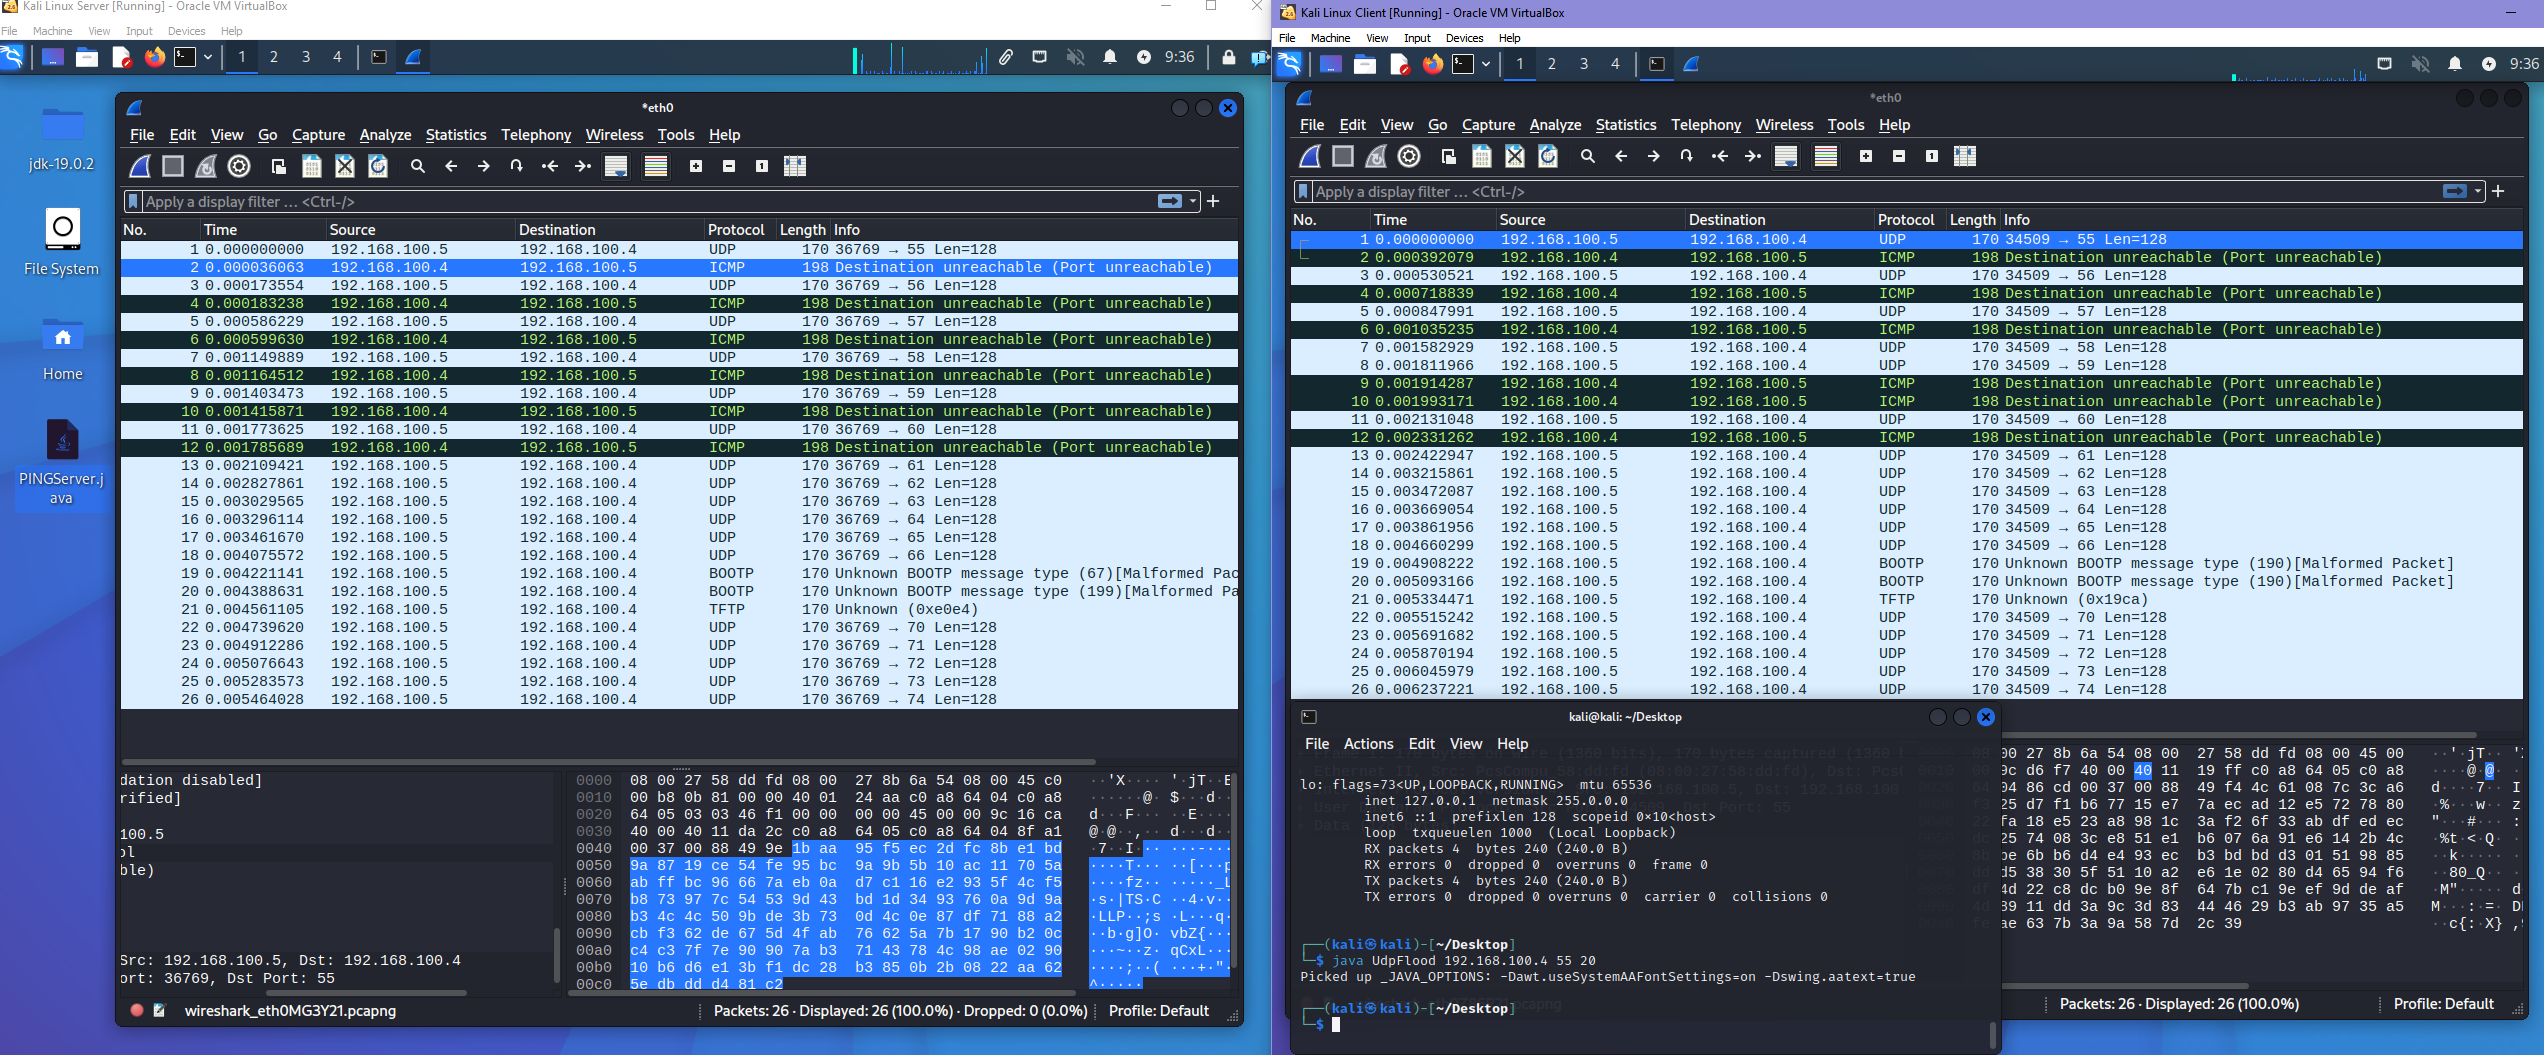 Kali Linux Server [Running] - Oracle VM VirtualBox
File Machine View Input Devices Help
1 2 3 4 9:36
jdk-19.0.2
File System
Home
PINGServer.j
ava
*eth0
File Edit View Go Capture Analyze Statistics Telephony Wireless Tools Help
Apply a display filter ... <Ctrl-/>
No. Time Source Destination Protocol Length Info
1 0.000000000 192.168.100.5 192.168.100.4 UDP 170 36769 → 55 Len=128
2 0.000036063 192.168.100.4 192.168.100.5 ICMP 198 Destination unreachable (Port unreachable)
3 0.000173554 192.168.100.5 192.168.100.4 UDP 170 36769 → 56 Len=128
4 0.000183238 192.168.100.4 192.168.100.5 ICMP 198 Destination unreachable (Port unreachable)
5 0.000586229 192.168.100.5 192.168.100.4 UDP 170 36769 → 57 Len=128
6 0.000599630 192.168.100.4 192.168.100.5 ICMP 198 Destination unreachable (Port unreachable)
7 0.001149889 192.168.100.5 192.168.100.4 UDP 170 36769 → 58 Len=128
8 0.001164512 192.168.100.4 192.168.100.5 ICMP 198 Destination unreachable (Port unreachable)
9 0.001403473 192.168.100.5 192.168.100.4 UDP 170 36769 → 59 Len=128
10 0.001415871 192.168.100.4 192.168.100.5 ICMP 198 Destination unreachable (Port unreachable)
11 0.001773625 192.168.100.5 192.168.100.4 UDP 170 36769 → 60 Len=128
12 0.001785689 192.168.100.4 192.168.100.5 ICMP 198 Destination unreachable (Port unreachable)
13 0.002109421 192.168.100.5 192.168.100.4 UDP 170 36769 → 61 Len=128
14 0.002827861 192.168.100.5 192.168.100.4 UDP 170 36769 → 62 Len=128
15 0.003029565 192.168.100.5 192.168.100.4 UDP 170 36769 → 63 Len=128
16 0.003296114 192.168.100.5 192.168.100.4 UDP 170 36769 → 64 Len=128
17 0.003461670 192.168.100.5 192.168.100.4 UDP 170 36769 → 65 Len=128
18 0.004075572 192.168.100.5 192.168.100.4 UDP 170 36769 → 66 Len=128
19 0.004221141 192.168.100.5 192.168.100.4 BOOTP 170 Unknown BOOTP message type (67)[Malformed Pac
20 0.004388631 192.168.100.5 192.168.100.4 BOOTP 170 Unknown BOOTP message type (199)[Malformed Pa
21 0.004561105 192.168.100.5 192.168.100.4 TFTP 170 Unknown (0xe0e4)
22 0.004739620 192.168.100.5 192.168.100.4 UDP 170 36769 → 70 Len=128
23 0.004912286 192.168.100.5 192.168.100.4 UDP 170 36769 → 71 Len=128
24 0.005076643 192.168.100.5 192.168.100.4 UDP 170 36769 → 72 Len=128
25 0.005283573 192.168.100.5 192.168.100.4 UDP 170 36769 → 73 Len=128
26 0.005464028 192.168.100.5 192.168.100.4 UDP 170 36769 → 74 Len=128
dation disabled]
rified]
100.5
ol
ble)
Src: 192.168.100.5, Dst: 192.168.100.4
ort: 36769, Dst Port: 55
0000 08 00 27 58 dd fd 08 00 27 8b 6a 54 08 00 45 c0
0010 00 b8 0b 81 00 00 40 01 24 aa c0 a8 64 04 c0 a8
0020 64 05 03 03 46 f1 00 00 00 00 45 00 00 9c 16 ca
0030 40 00 40 11 da 2c c0 a8 64 05 c0 a8 64 04 8f a1
0040 00 37 00 88 49 9e 1b aa 95 f5 ec 2d fc 8b e1 bd
0050 9a 87 19 ce 54 fe 95 bc 9a 9b 5b 10 ac 11 70 5a
0060 ab ff bc 96 66 7a eb 0a d7 c1 16 e2 93 5f 4c f5
0070 b8 73 97 7c 54 53 9d 43 bd 1d 34 93 76 0a 9d 9a
0080 b3 4c 4c 50 9b de 3b 73 0d 4c 0e 87 df 71 88 a2
0090 cb f3 62 de 67 5d 4f ab 76 62 5a 7b 17 90 b2 0c
00a0 c4 c3 7f 7e 90 90 7a b3 71 43 78 4c 98 ae 02 90
00b0 10 b6 d6 e1 3b f1 dc 28 b3 85 0b 2b 08 22 aa 62
00c0 5e db dd d4 81 c2
wireshark_eth0MG3Y21.pcapng Packets: 26 · Displayed: 26 (100.0%) · Dropped: 0 (0.0%) Profile: Default
Kali Linux Client [Running] - Oracle VM VirtualBox
File Machine View Input Devices Help
1 2 3 4 9:36
*eth0
File Edit View Go Capture Analyze Statistics Telephony Wireless Tools Help
Apply a display filter ... <Ctrl-/>
No. Time Source Destination Protocol Length Info
1 0.000000000 192.168.100.5 192.168.100.4 UDP 170 34509 → 55 Len=128
2 0.000392079 192.168.100.4 192.168.100.5 ICMP 198 Destination unreachable (Port unreachable)
3 0.000530521 192.168.100.5 192.168.100.4 UDP 170 34509 → 56 Len=128
4 0.000718839 192.168.100.4 192.168.100.5 ICMP 198 Destination unreachable (Port unreachable)
5 0.000847991 192.168.100.5 192.168.100.4 UDP 170 34509 → 57 Len=128
6 0.001035235 192.168.100.4 192.168.100.5 ICMP 198 Destination unreachable (Port unreachable)
7 0.001582929 192.168.100.5 192.168.100.4 UDP 170 34509 → 58 Len=128
8 0.001811966 192.168.100.5 192.168.100.4 UDP 170 34509 → 59 Len=128
9 0.001914287 192.168.100.4 192.168.100.5 ICMP 198 Destination unreachable (Port unreachable)
10 0.001993171 192.168.100.4 192.168.100.5 ICMP 198 Destination unreachable (Port unreachable)
11 0.002131048 192.168.100.5 192.168.100.4 UDP 170 34509 → 60 Len=128
12 0.002331262 192.168.100.4 192.168.100.5 ICMP 198 Destination unreachable (Port unreachable)
13 0.002422947 192.168.100.5 192.168.100.4 UDP 170 34509 → 61 Len=128
14 0.003215861 192.168.100.5 192.168.100.4 UDP 170 34509 → 62 Len=128
15 0.003472087 192.168.100.5 192.168.100.4 UDP 170 34509 → 63 Len=128
16 0.003669054 192.168.100.5 192.168.100.4 UDP 170 34509 → 64 Len=128
17 0.003861956 192.168.100.5 192.168.100.4 UDP 170 34509 → 65 Len=128
18 0.004660299 192.168.100.5 192.168.100.4 UDP 170 34509 → 66 Len=128
19 0.004908222 192.168.100.5 192.168.100.4 BOOTP 170 Unknown BOOTP message type (190)[Malformed Packet]
20 0.005093166 192.168.100.5 192.168.100.4 BOOTP 170 Unknown BOOTP message type (190)[Malformed Packet]
21 0.005334471 192.168.100.5 192.168.100.4 TFTP 170 Unknown (0x19ca)
22 0.005515242 192.168.100.5 192.168.100.4 UDP 170 34509 → 70 Len=128
23 0.005691682 192.168.100.5 192.168.100.4 UDP 170 34509 → 71 Len=128
24 0.005870194 192.168.100.5 192.168.100.4 UDP 170 34509 → 72 Len=128
25 0.006045979 192.168.100.5 192.168.100.4 UDP 170 34509 → 73 Len=128
26 0.006237221 192.168.100.5 192.168.100.4 UDP 170 34509 → 74 Len=128
kali@kali: ~/Desktop
File Actions Edit View Help
lo: flags=73<UP,LOOPBACK,RUNNING> mtu 65536
inet 127.0.0.1 netmask 255.0.0.0
inet6 ::1 prefixlen 128 scopeid 0×10<host>
loop txqueuelen 1000 (Local Loopback)
RX packets 4 bytes 240 (240.0 B)
RX errors 0 dropped 0 overruns 0 frame 0
TX packets 4 bytes 240 (240.0 B)
TX errors 0 dropped 0 overruns 0 carrier 0 collisions 0
(kali㉿kali)-[~/Desktop]
$ java UdpFlood 192.168.100.4 55 20
Picked up _JAVA_OPTIONS: -Dawt.useSystemAAFontSettings=on -Dswing.aatext=true
(kali㉿kali)-[~/Desktop]
$
00 27 8b 6a 54 08 00 27 58 dd fd 08 00 45 00
9c d6 f7 40 00 40 11 19 ff c0 a8 64 05 c0 a8
04 86 cd 00 37 00 88 49 f4 4c 61 08 7c 3c a6
25 d7 f1 b6 77 15 e7 7a ec ad 12 e5 72 78 80
fa 18 e5 23 a8 98 1c 3a f2 6f 33 ab df ed ec
25 74 08 3c e8 51 e1 b6 07 6a 91 e6 14 2b 4c
be 6b b6 d4 e4 93 ec b3 bd bd d3 01 51 98 85
d5 38 30 5f 51 10 a2 e6 1e 02 80 d4 65 94 f6
4d 22 c8 dc b0 9e 8f 64 7b c1 9e ef 9d de af
89 11 dd 3a 9c 3d 83 44 46 29 b3 ab 97 35 a5
ae 63 7b 3a 9a 58 7d 2c 39
Packets: 26 · Displayed: 26 (100.0%) Profile: Default